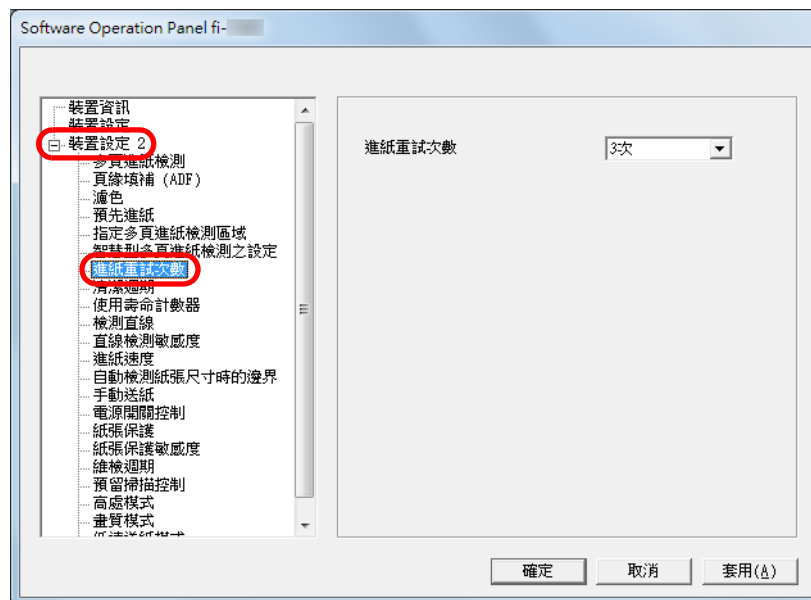 Software Operation Panel fi-
裝置資訊
裝置設定
裝置設定 2
多頁進紙檢測
頁緣填補 (ADF)
濾色
預先進紙
指定多頁進紙檢測區域
智慧型多頁進紙檢測之設定
進紙重試次數
清潔週期
使用壽命計數器
檢測直線
直線檢測敏感度
進紙速度
自動檢測紙張尺寸時的邊界
手動送紙
電源開關控制
紙張保護
紙張保護敏感度
維檢週期
預留掃描控制
高處模式
畫質模式
低速送紙模式
進紙重試次數
3次
確定
取消
套用(A)